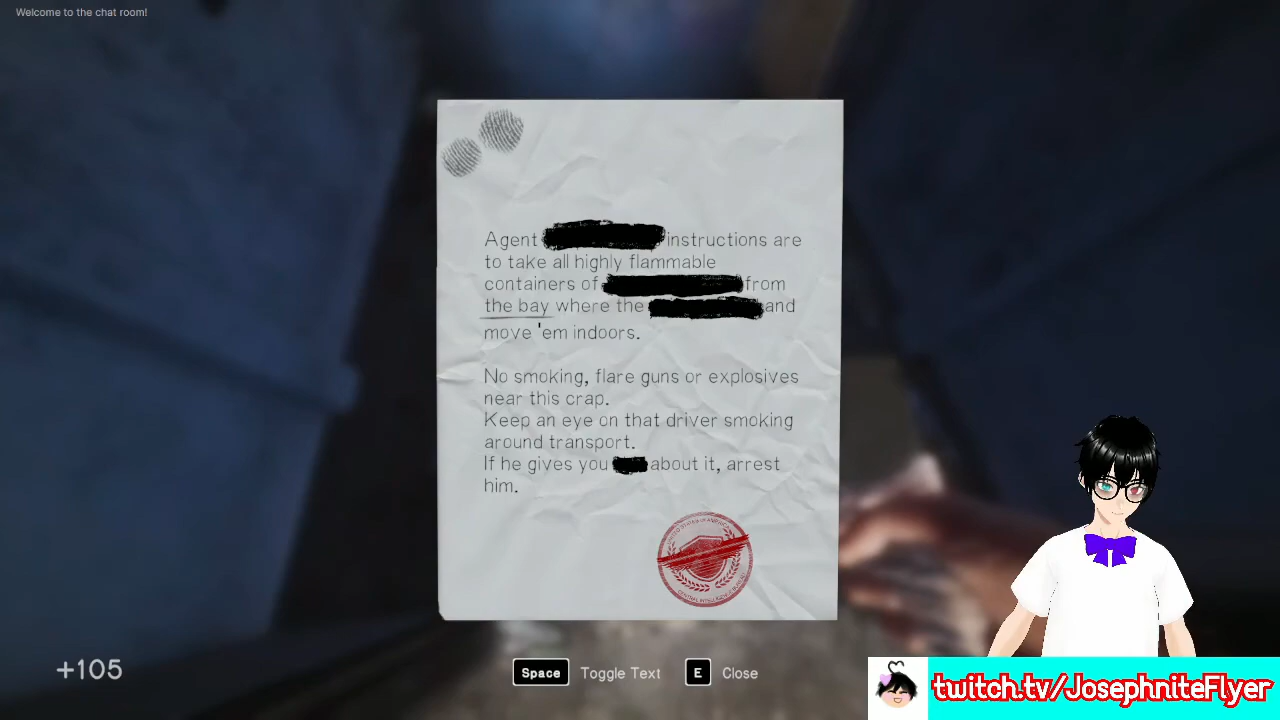 Welcome to the chat room!
Agent instructions are
to take all highly flammable
containers of from
the bay where the and
move 'em indoors.
No smoking, flare guns or explosives
near this crap.
Keep an eye on that driver smoking
around transport.
If he gives you about it, arrest
him.
+105
Space Toggle Text E Close
twitch.tv/JosephniteFlyer